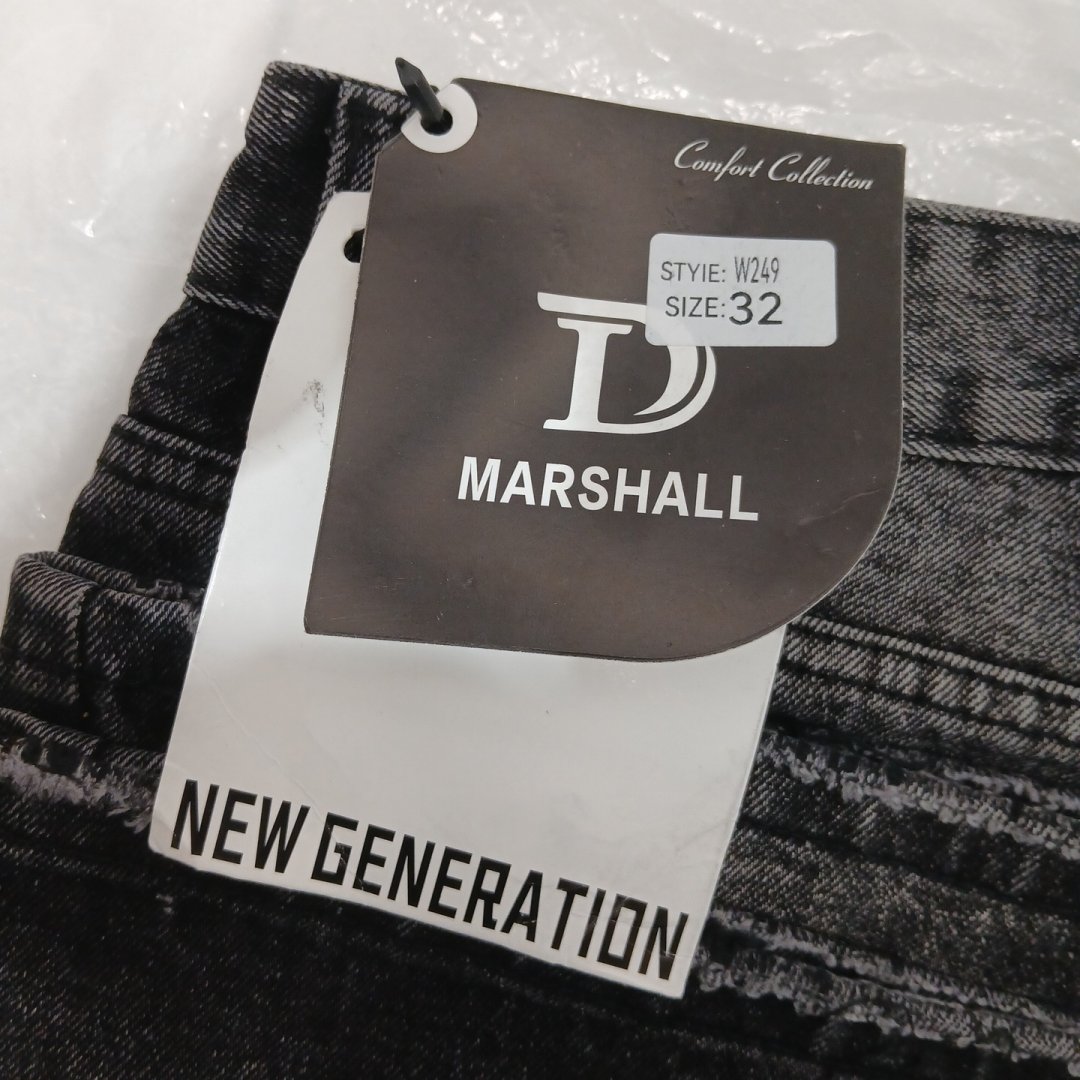 Comfort Collection
STYIE: W249
SIZE: 32
D
MARSHALL
NEW GENERATION